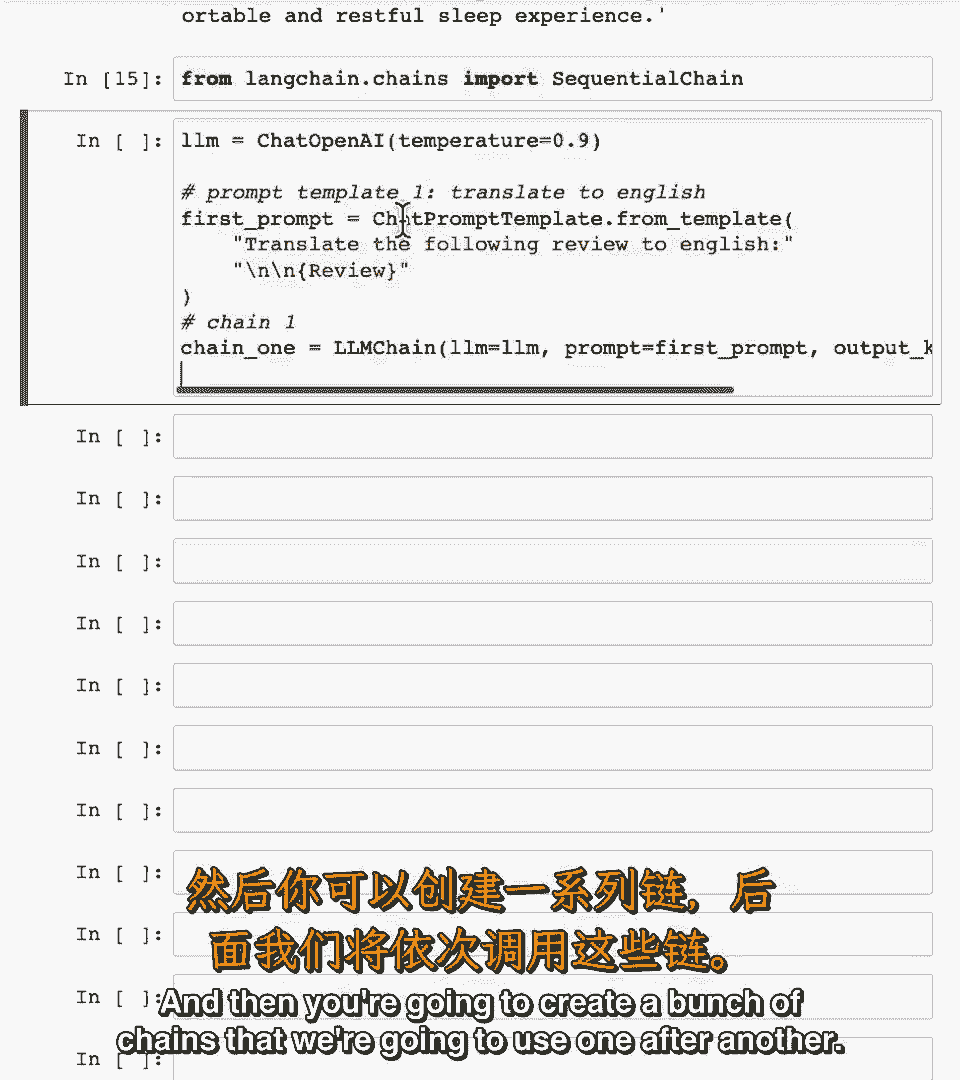 ortable and restful sleep experience.'
In [15]: from langchain.chains import SequentialChain
In [ ]: llm = ChatOpenAI(temperature=0.9)
# prompt template 1: translate to english
first_prompt = ChatPromptTemplate.from_template(
"Translate the following review to english:"
"\n\n{Review}"
)
# chain 1
chain_one = LLMChain(llm=llm, prompt=first_prompt, output_k
In [ ]:
In [ ]:
In [ ]:
In [ ]:
In [ ]:
In [ ]:
In [ ]:
In [ ]:
In [ ]:
In [ ]:
In [ ]:
然后你可以创建一系列链，后
面我们将依次调用这些链。
And then you're going to create a bunch of
chains that we're going to use one after another.